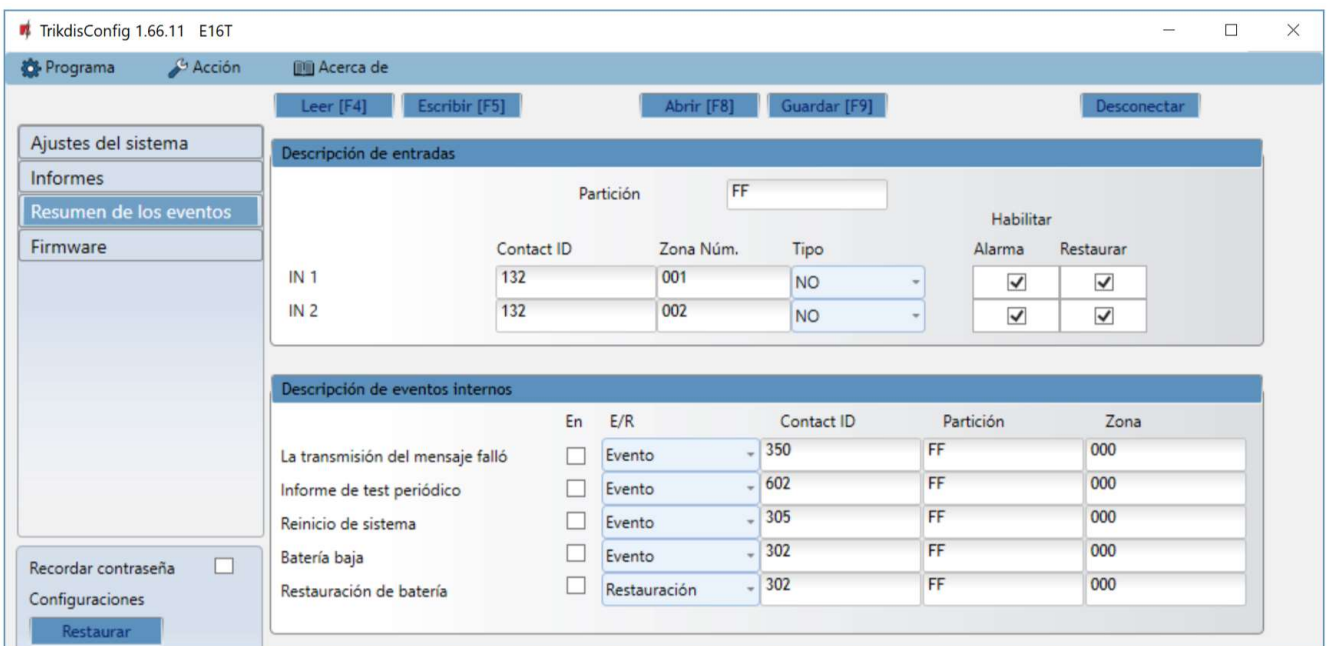 TrikdisConfig 1.66.11 E16T
Programa Acción Acerca de
Leer [F4] Escribir [F5] Abrir [F8] Guardar [F9] Desconectar
Ajustes del sistema
Informes
Resumen de los eventos
Firmware
Descripción de entradas
Partición FF
Habilitar
Contact ID Zona Núm. Tipo Alarma Restaurar
IN 1 132 001 NO
IN 2 132 002 NO
Descripción de eventos internos
En E/R Contact ID Partición Zona
La transmisión del mensaje falló Evento 350 FF 000
Informe de test periódico Evento 602 FF 000
Reinicio de sistema Evento 305 FF 000
Batería baja Evento 302 FF 000
Restauración de batería Restauración 302 FF 000
Recordar contraseña
Configuraciones
Restaurar